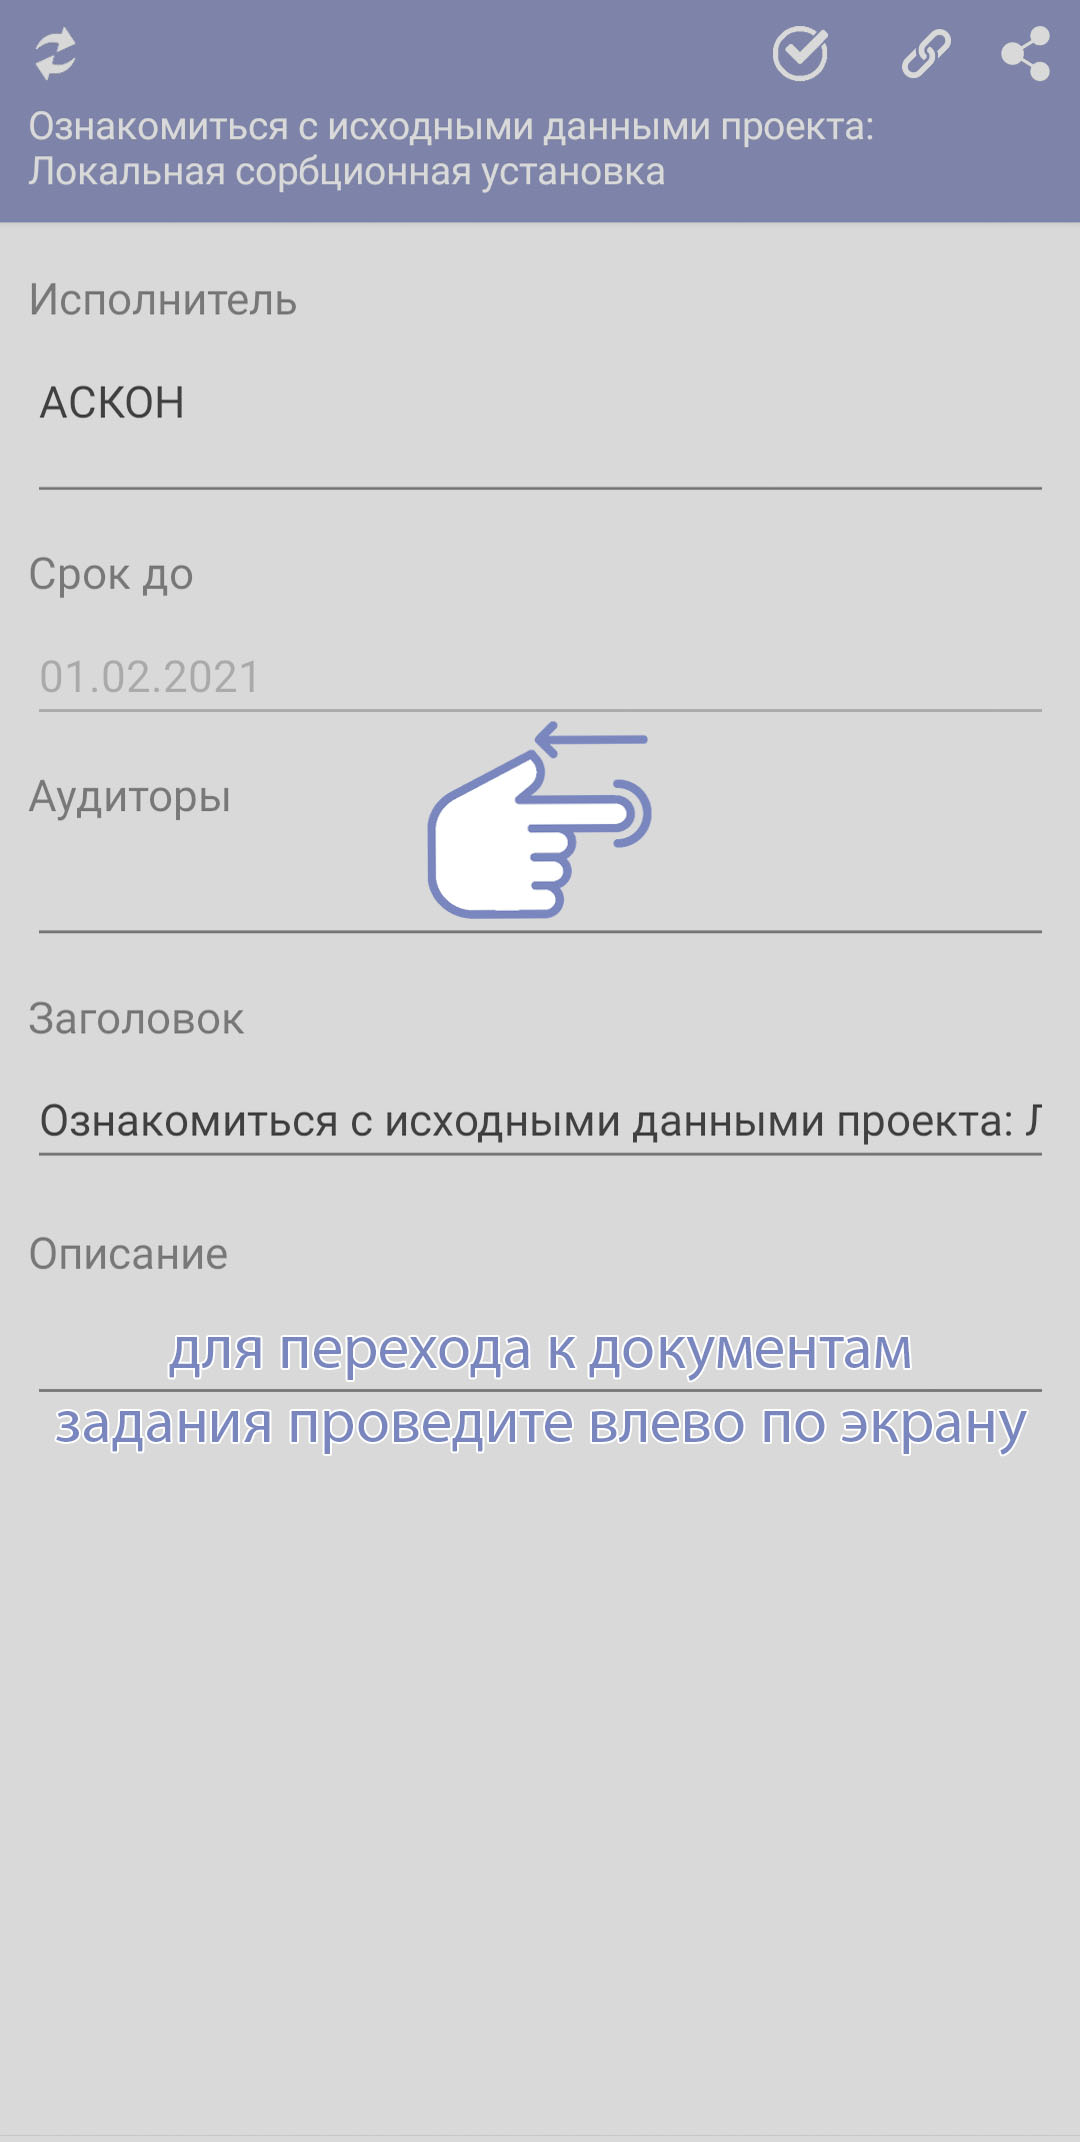 Ознакомиться с исходными данными проекта:
Локальная сорбционная установка
Исполнитель
АСКОН
Срок до
01.02.2021
Аудиторы
Заголовок
Ознакомиться с исходными данными проекта: Л
Описание
для перехода к документам
задания проведите влево по экрану